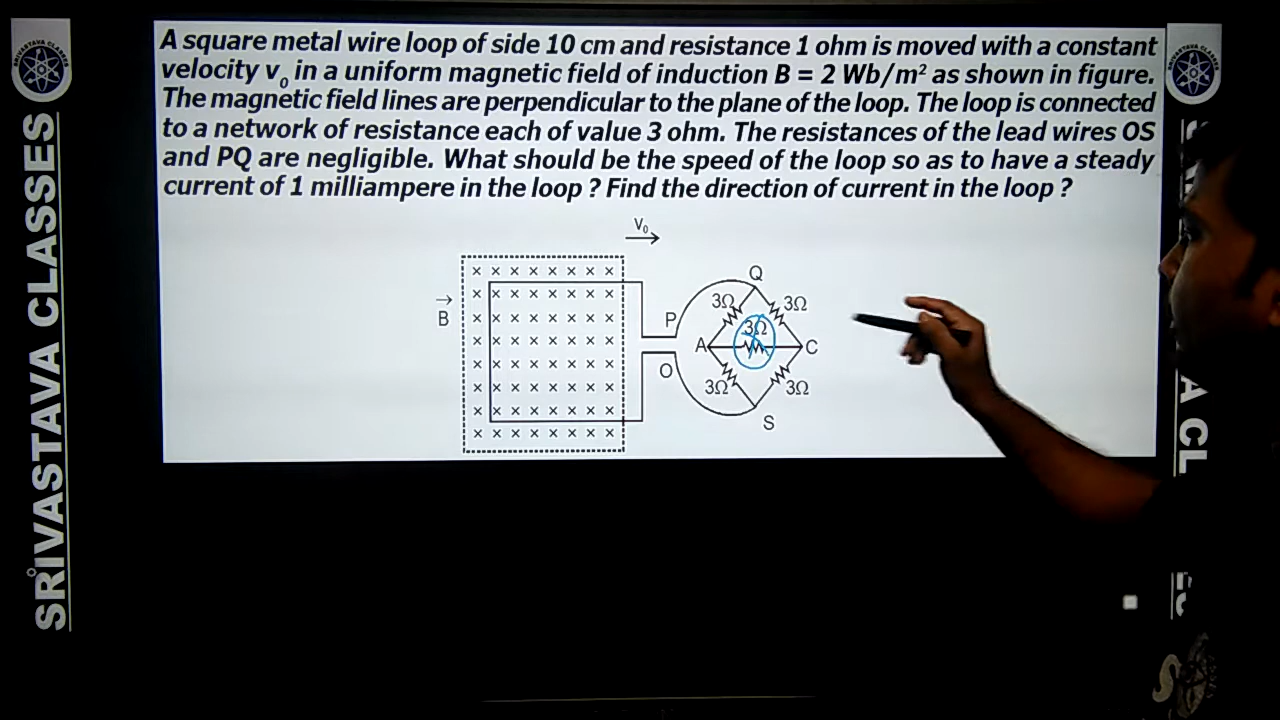 SRIVASTAVA CLASSES
A square metal wire loop of side 10 cm and resistance 1 ohm is moved with a constant
velocity v₀ in a uniform magnetic field of induction B = 2 Wb/m² as shown in figure.
The magnetic field lines are perpendicular to the plane of the loop. The loop is connected
to a network of resistance each of value 3 ohm. The resistances of the lead wires OS
and PQ are negligible. What should be the speed of the loop so as to have a steady
current of 1 milliampere in the loop ? Find the direction of current in the loop ?
V₀
B
× × × × × × × ×
× × × × × × × ×
× × × × × × × ×
× × × × × × × ×
× × × × × × × ×
× × × × × × × ×
× × × × × × × ×
× × × × × × × ×
Q
3Ω 3Ω
P
3Ω
A C
O
3Ω 3Ω
S
SRIVASTAVA CLASSES
A CL